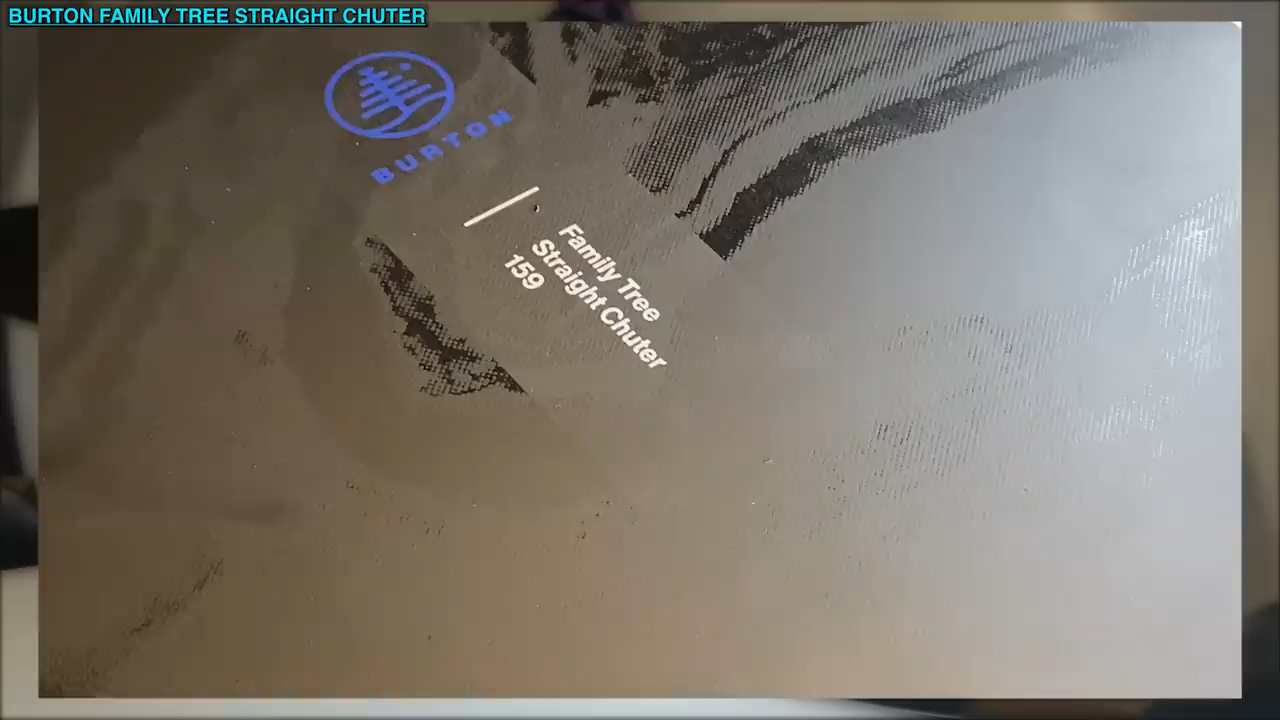 BURTON FAMILY TREE STRAIGHT CHUTER
BURTON
Family Tree
Straight Chuter
159